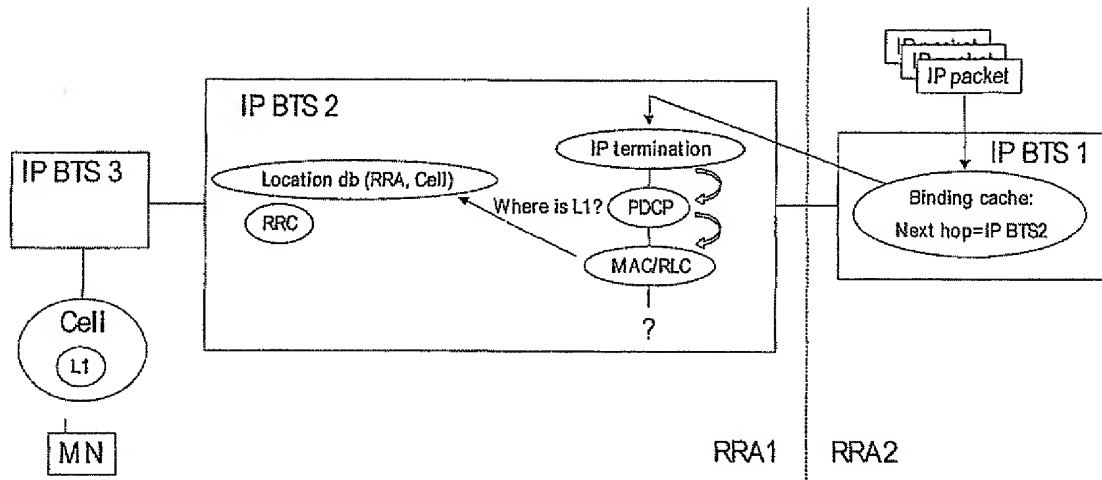 IP packet
IP BTS 2
IP termination
IP BTS 1
IP BTS 3
Location db (RRA, Cell)
Where is L1?
PDCP
Binding cache:
Next hop=IP BTS2
RRC
MAC/RLC
Cell
?
L1
MN
RRA1
RRA2